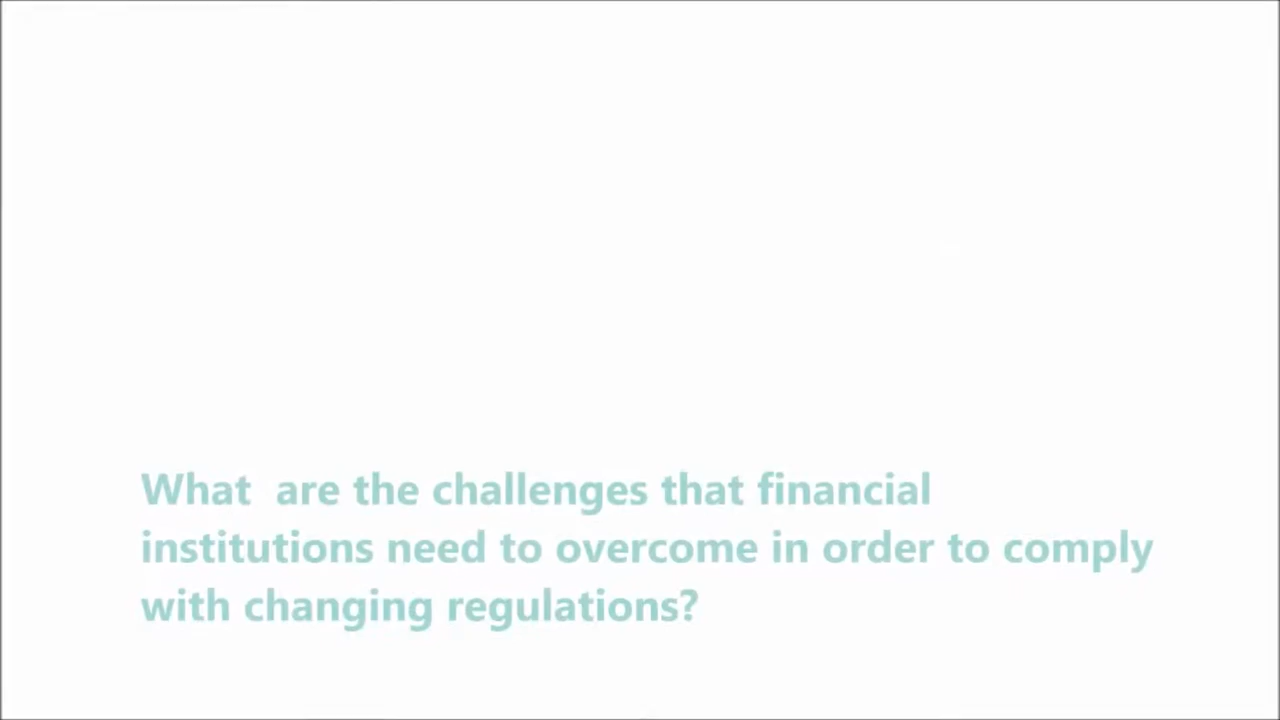 What  are the challenges that financial
institutions need to overcome in order to comply
with changing regulations?